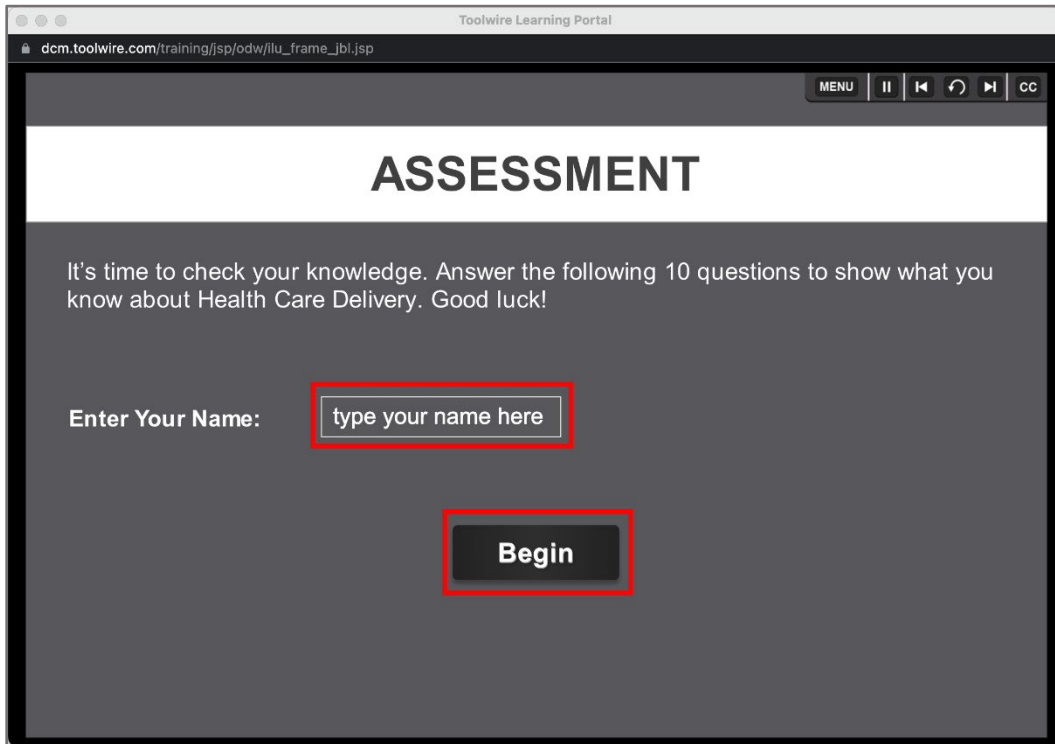 Toolwire Learning Portal
dcm.toolwire.com/training/jsp/odw/ilu_frame_jbl.jsp
MENU CC
ASSESSMENT
It's time to check your knowledge. Answer the following 10 questions to show what you
know about Health Care Delivery. Good luck!
Enter Your Name: type your name here
Begin